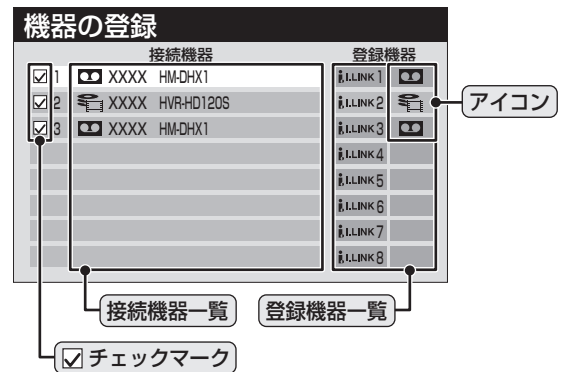 機器の登録
接続機器 登録機器
1 XXXX HM-DHX1 i.LINK 1
2 XXXX HVR-HD120S i.LINK 2
3 XXXX HM-DHX1 i.LINK 3
i.LINK 4
i.LINK 5
i.LINK 6
i.LINK 7
i.LINK 8
アイコン
接続機器一覧 登録機器一覧
チェックマーク